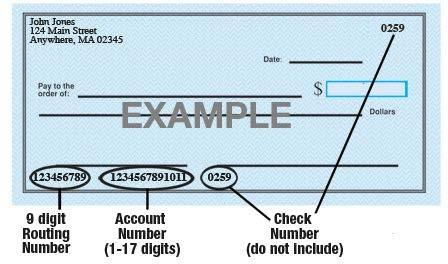 John Jones
124 Main Street
Anywhere, MA 02345
0259
Date:
Pay to the
order of:
$
EXAMPLE
Dollars
123456789
1234567891011
0259
9 digit
Routing
Number
Account
Number
(1-17 digits)
Check
Number
(do not include)